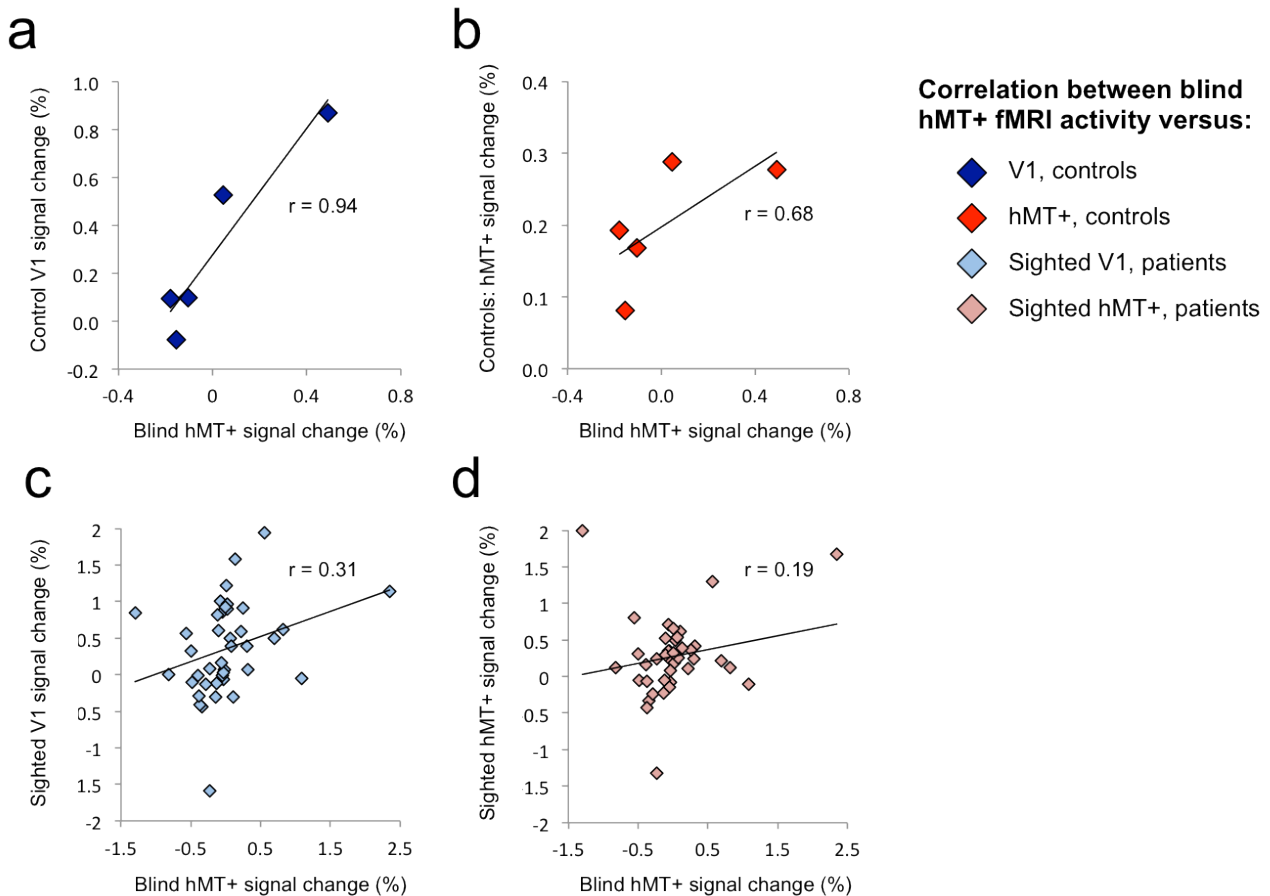 a
b
Control V1 signal change (%)
1.0
0.8
0.6
0.4
0.2
0.0
-0.2
-0.4
0
0.4
0.8
r = 0.94
Blind hMT+ signal change (%)
Controls: hMT+ signal change (%)
0.4
0.3
0.2
0.1
0.0
-0.4
0.0
0.4
0.8
r = 0.68
Blind hMT+ signal change (%)
Correlation between blind
hMT+ fMRI activity versus:
V1, controls
hMT+, controls
Sighted V1, patients
Sighted hMT+, patients
c
d
Sighted V1 signal change (%)
2
1.5
1
0.5
0
0.5
-1
1.5
-2
-1.5
-0.5
0.5
1.5
2.5
r = 0.31
Blind hMT+ signal change (%)
Sighted hMT+ signal change (%)
2
1.5
1
0.5
0
0.5
-1
1.5
-2
-1.5
-0.5
0.5
1.5
2.5
r = 0.19
Blind hMT+ signal change (%)